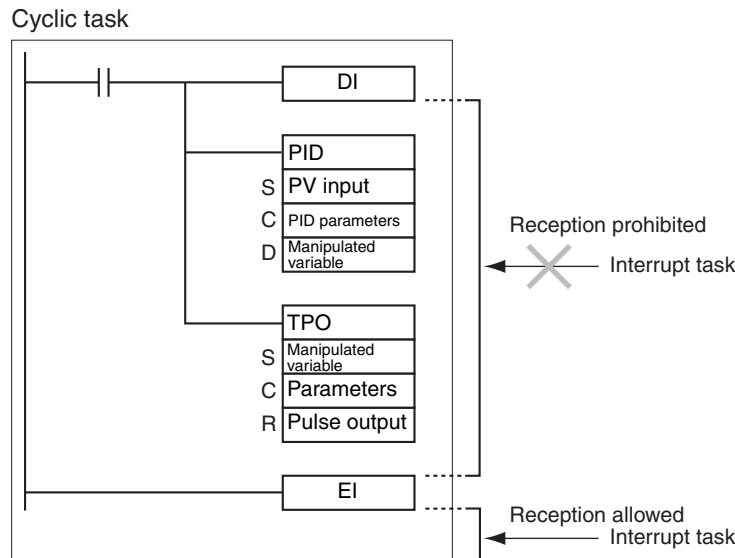 Cyclic task
DI
PID
S PV input
C PID parameters
D Manipulated
variable
Reception prohibited
Interrupt task
TPO
S Manipulated
variable
C Parameters
R Pulse output
EI
Reception allowed
Interrupt task